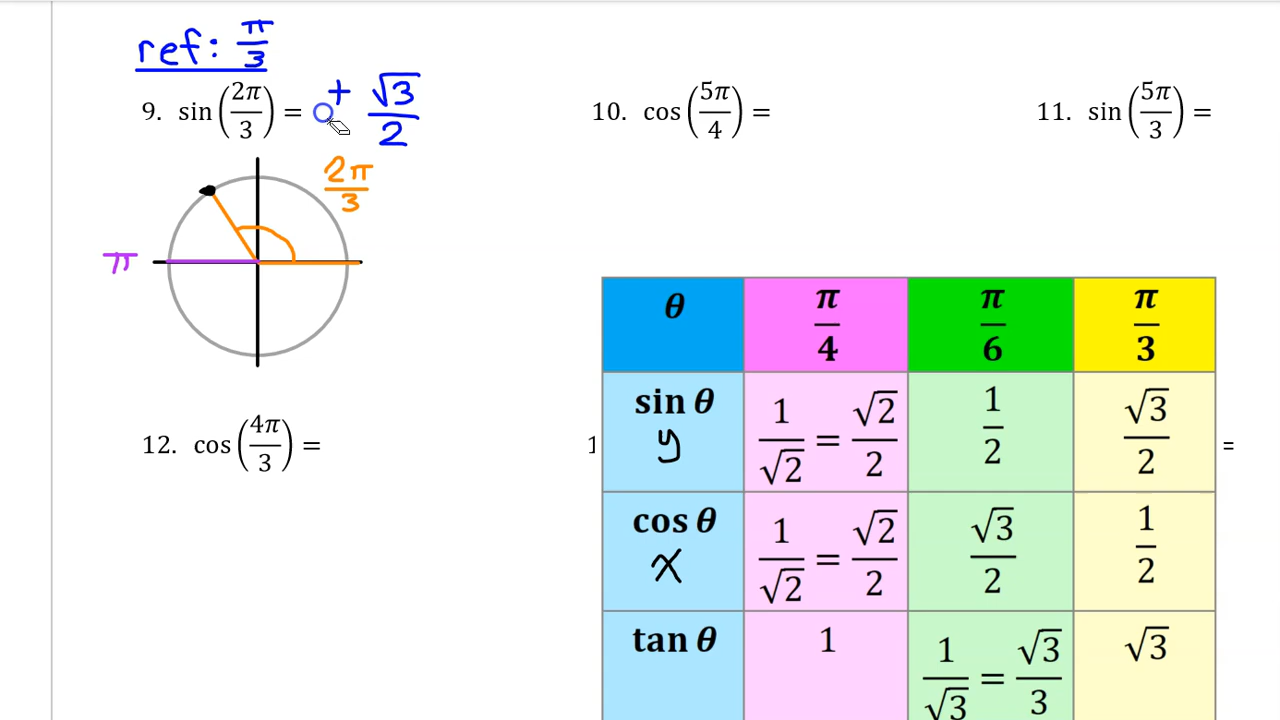 ref: π/3
9. sin(2π/3) = + √3/2
10. cos(5π/4) =
11. sin(5π/3) =
2π/3
π
θ π/4 π/6 π/3
sin θ y 1/√2 = √2/2 1/2 √3/2
12. cos(4π/3) =
1 =
cos θ x 1/√2 = √2/2 √3/2 1/2
tan θ 1 1/√3 = √3/3 √3